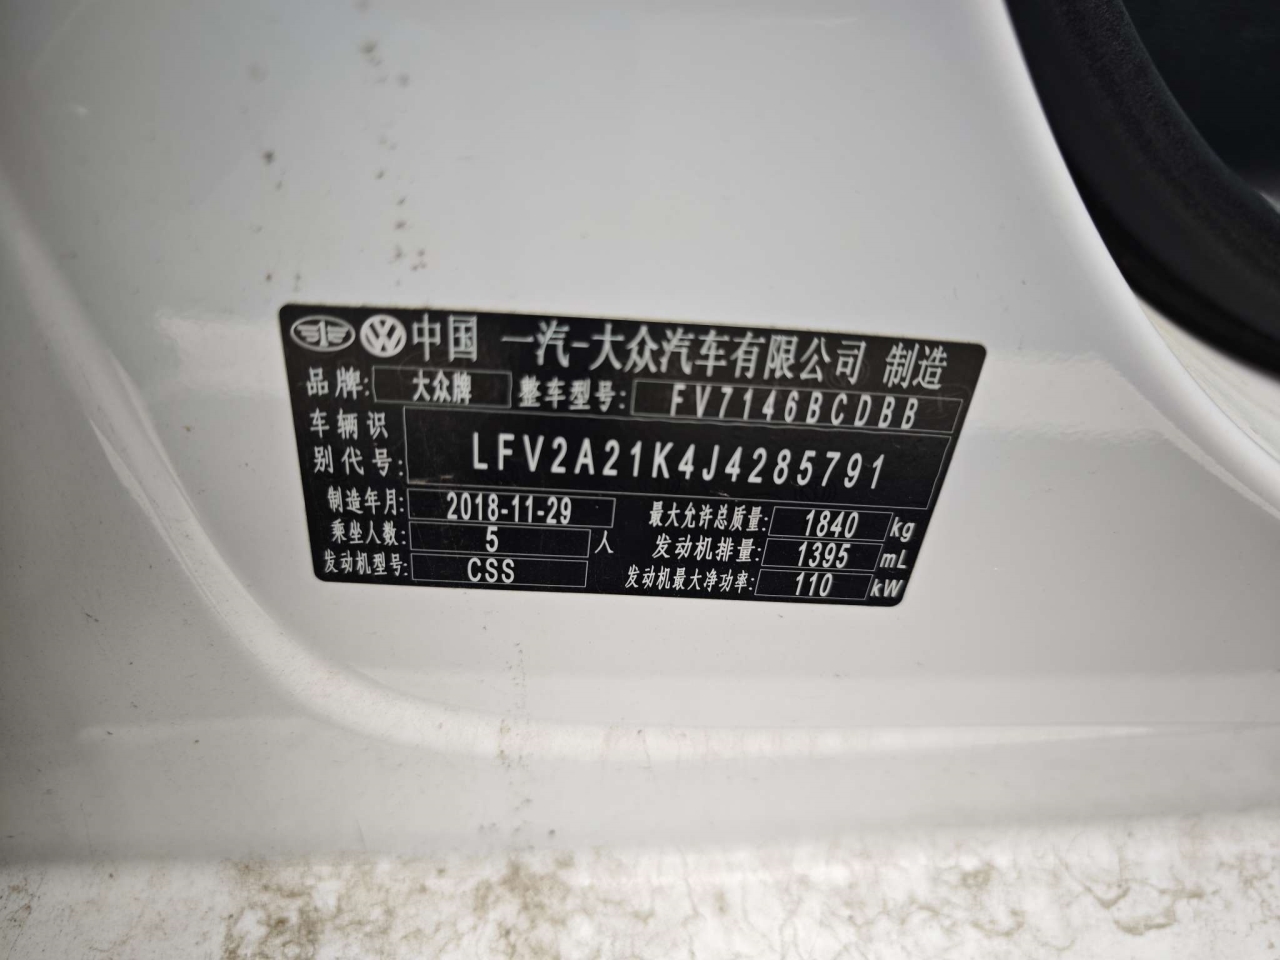 中国 一汽-大众汽车有限公司 制造
品牌: 大众牌 整车型号: FV7146BCDBB
车辆识别代号: LFV2A21K4J4285791
制造年月: 2018-11-29 最大允许总质量: 1840 kg
乘坐人数: 5 人 发动机排量: 1395 mL
发动机型号: CSS 发动机最大净功率: 110 kW